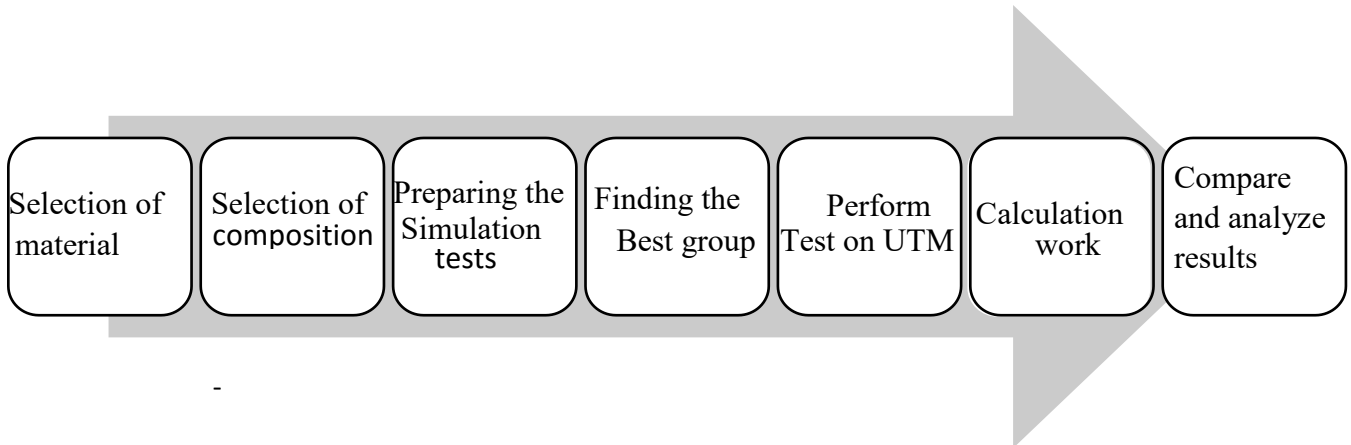 Selection of
material
Selection of
composition
Preparing the
Simulation
tests
Finding the
Best group
Perform
Test on UTM
Calculation
work
Compare
and analyze
results
-